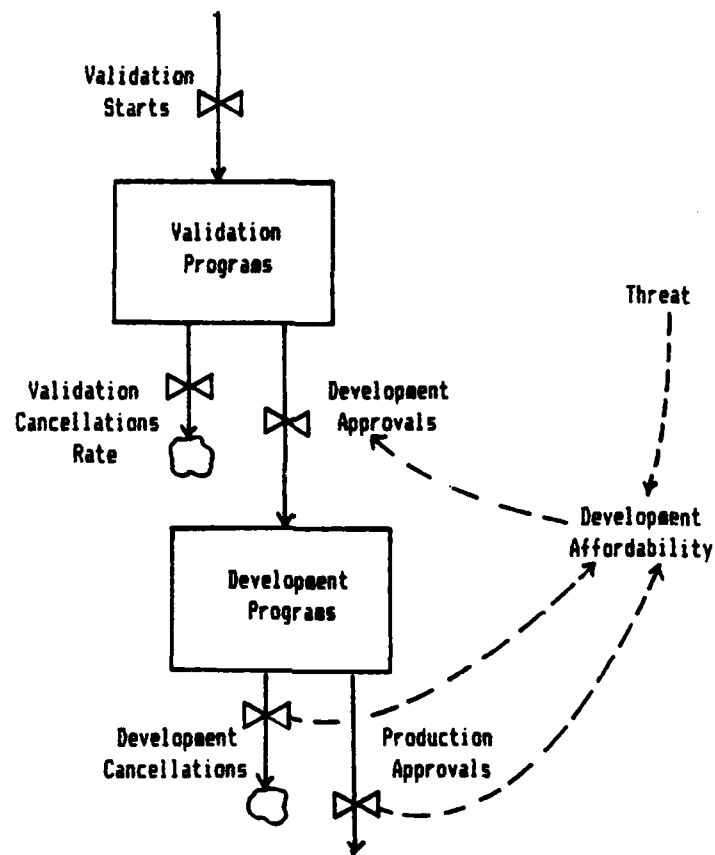 Validation
Starts
Validation
Programs
Threat
Validation
Cancellations
Rate
Development
Approvals
Development
Affordability
Development
Programs
Development
Cancellations
Production
Approvals